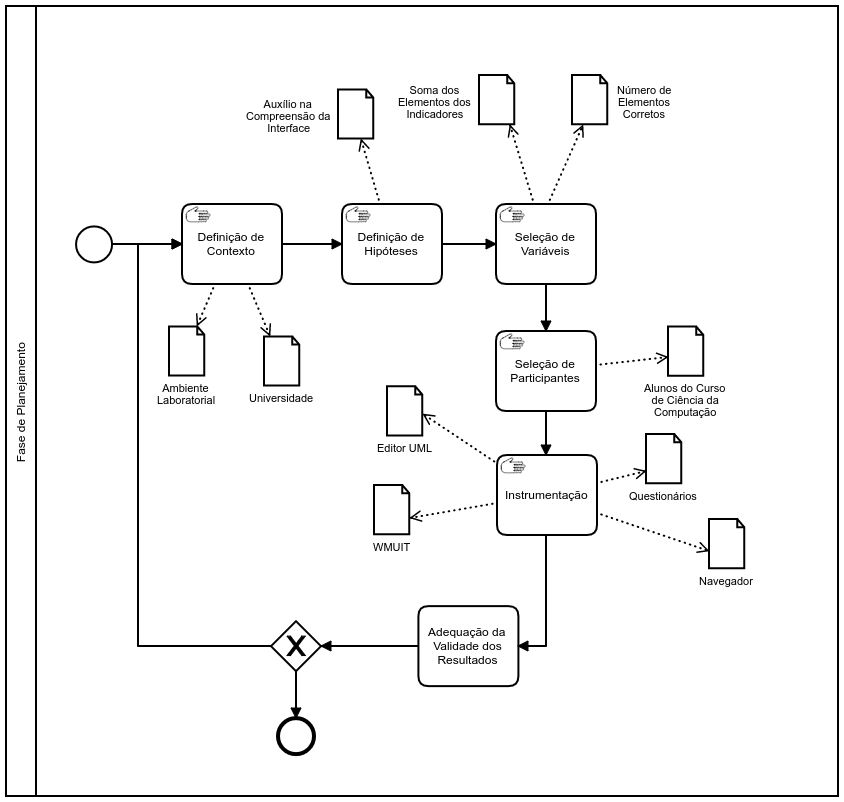 Fase de Planejamento
Auxílio na
Compreensão da
Interface
Soma dos
Elementos dos
Indicadores
Número de
Elementos
Corretos
Definição de
Contexto
Definição de
Hipóteses
Seleção de
Variáveis
Ambiente
Laboratorial
Universidade
Seleção de
Participantes
Alunos do Curso
de Ciência da
Computação
Editor UML
Instrumentação
Questionários
WMUIT
Navegador
Adequação da
Validade dos
Resultados
X